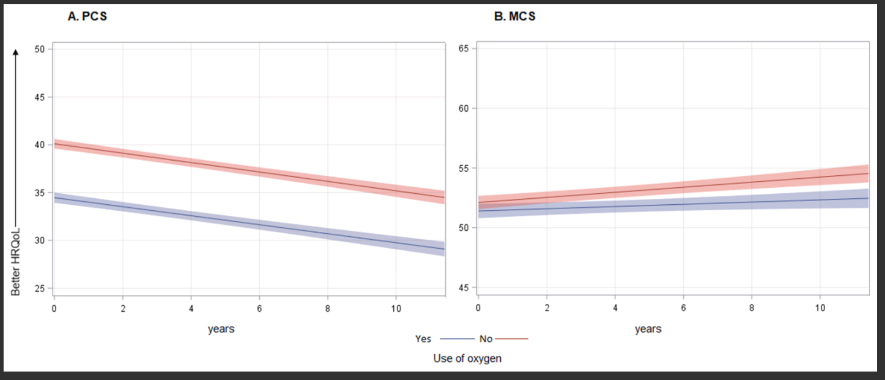 A. PCS
B. MCS
50
45
40
35
30
25
0 2 4 6 8 10
years
Better HRQoL
65
60
55
50
45
0 2 4 6 8 10
years
Yes No
Use of oxygen